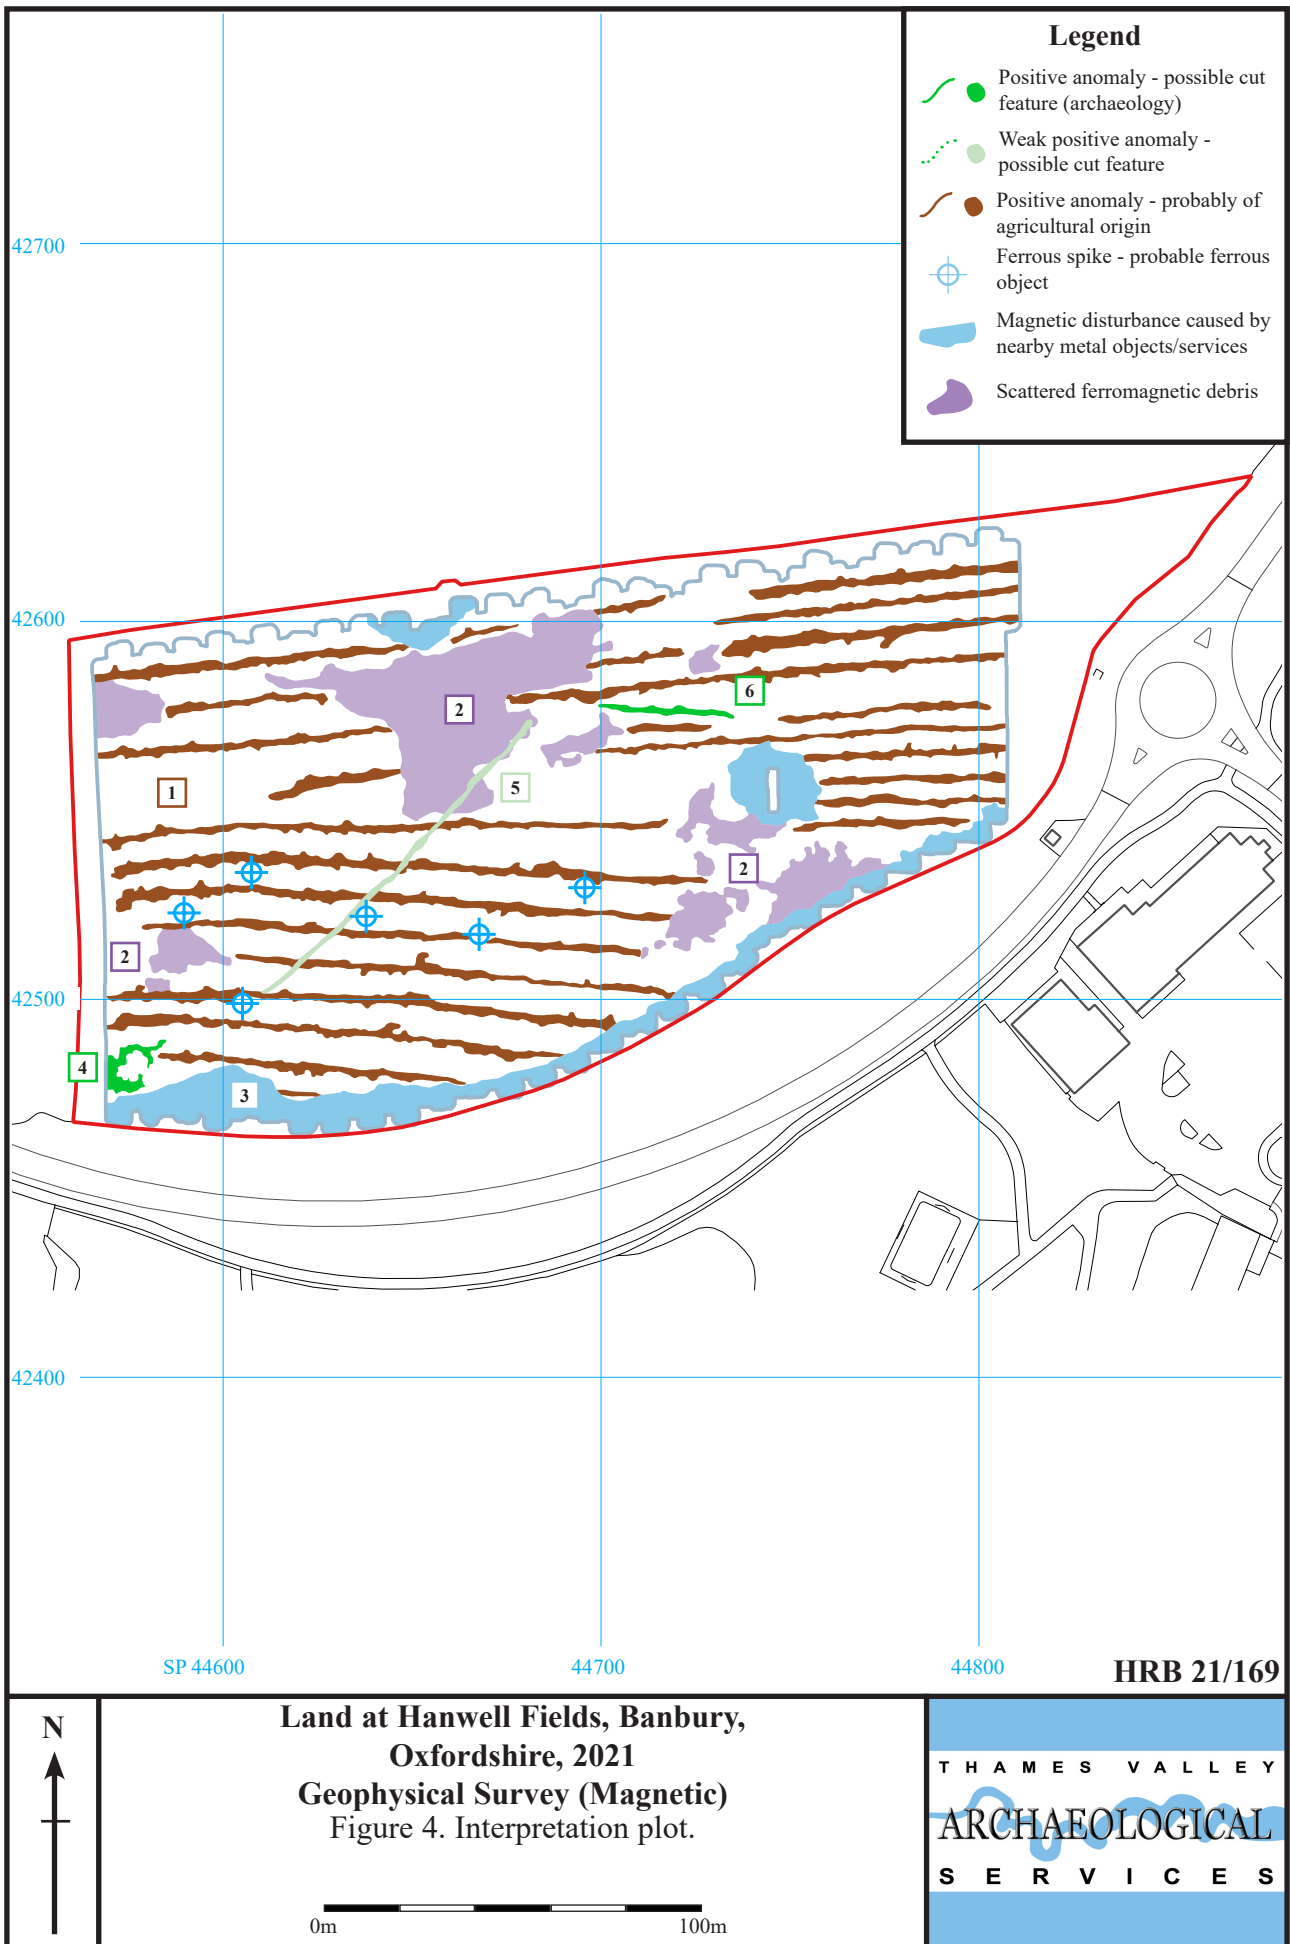 Legend
Positive anomaly - possible cut
feature (archaeology)
Weak positive anomaly -
possible cut feature
Positive anomaly - probably of
agricultural origin
Ferrous spike - probable ferrous
object
Magnetic disturbance caused by
nearby metal objects/services
Scattered ferromagnetic debris
42700
42600
6
2
5
1
2
2
42500
4
3
42400
SP 44600
44700
44800
HRB 21/169
N
Land at Hanwell Fields, Banbury,
Oxfordshire, 2021
Geophysical Survey (Magnetic)
Figure 4. Interpretation plot.
0m
100m
THAMES VALLEY
ARCHAEOLOGICAL
SERVICES